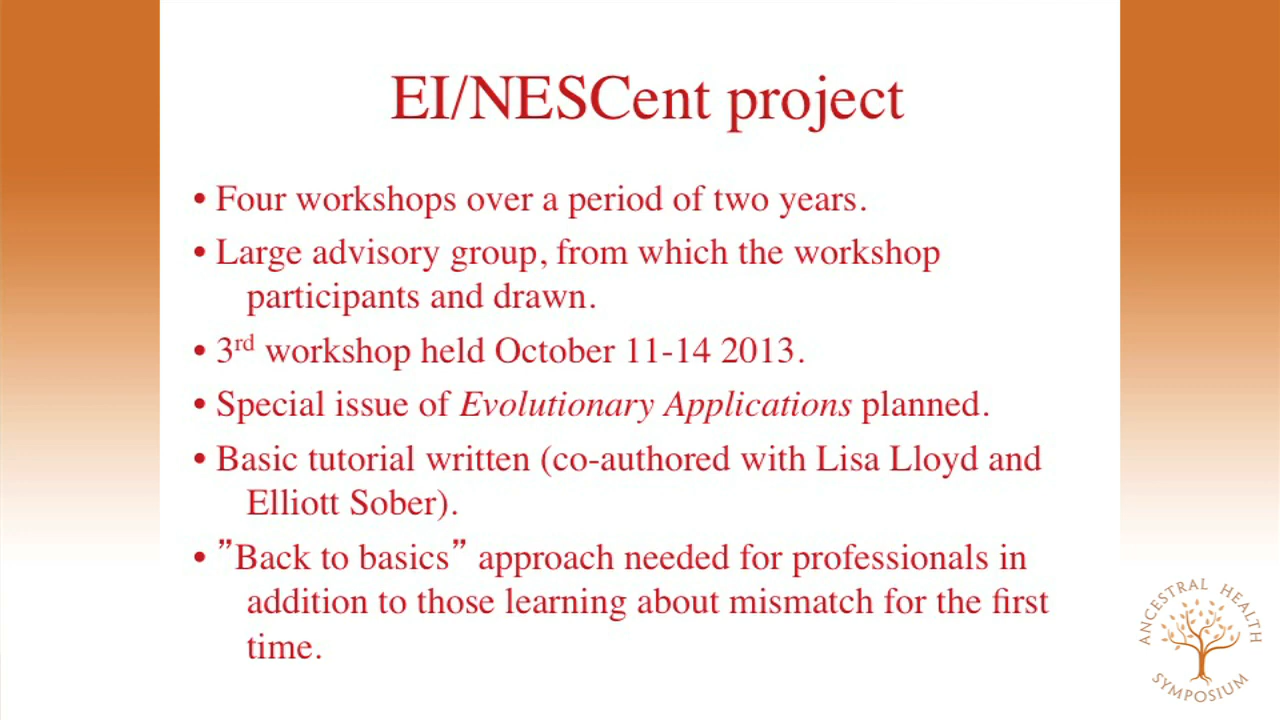 EI/NESCent project
• Four workshops over a period of two years.
• Large advisory group, from which the workshop
participants and drawn.
• 3rd workshop held October 11-14 2013.
• Special issue of Evolutionary Applications planned.
• Basic tutorial written (co-authored with Lisa Lloyd and
Elliott Sober).
• ”Back to basics” approach needed for professionals in
addition to those learning about mismatch for the first
time.
ANCESTRAL HEALTH
SYMPOSIUM